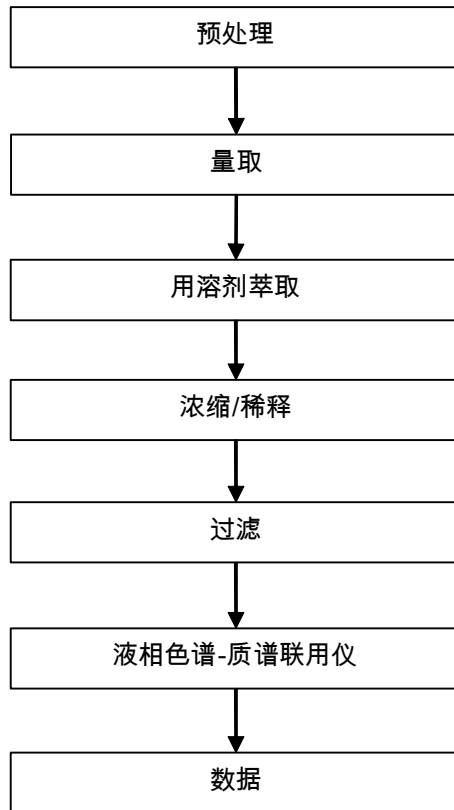 预处理
量取
用溶剂萃取
浓缩/稀释
过滤
液相色谱-质谱联用仪
数据